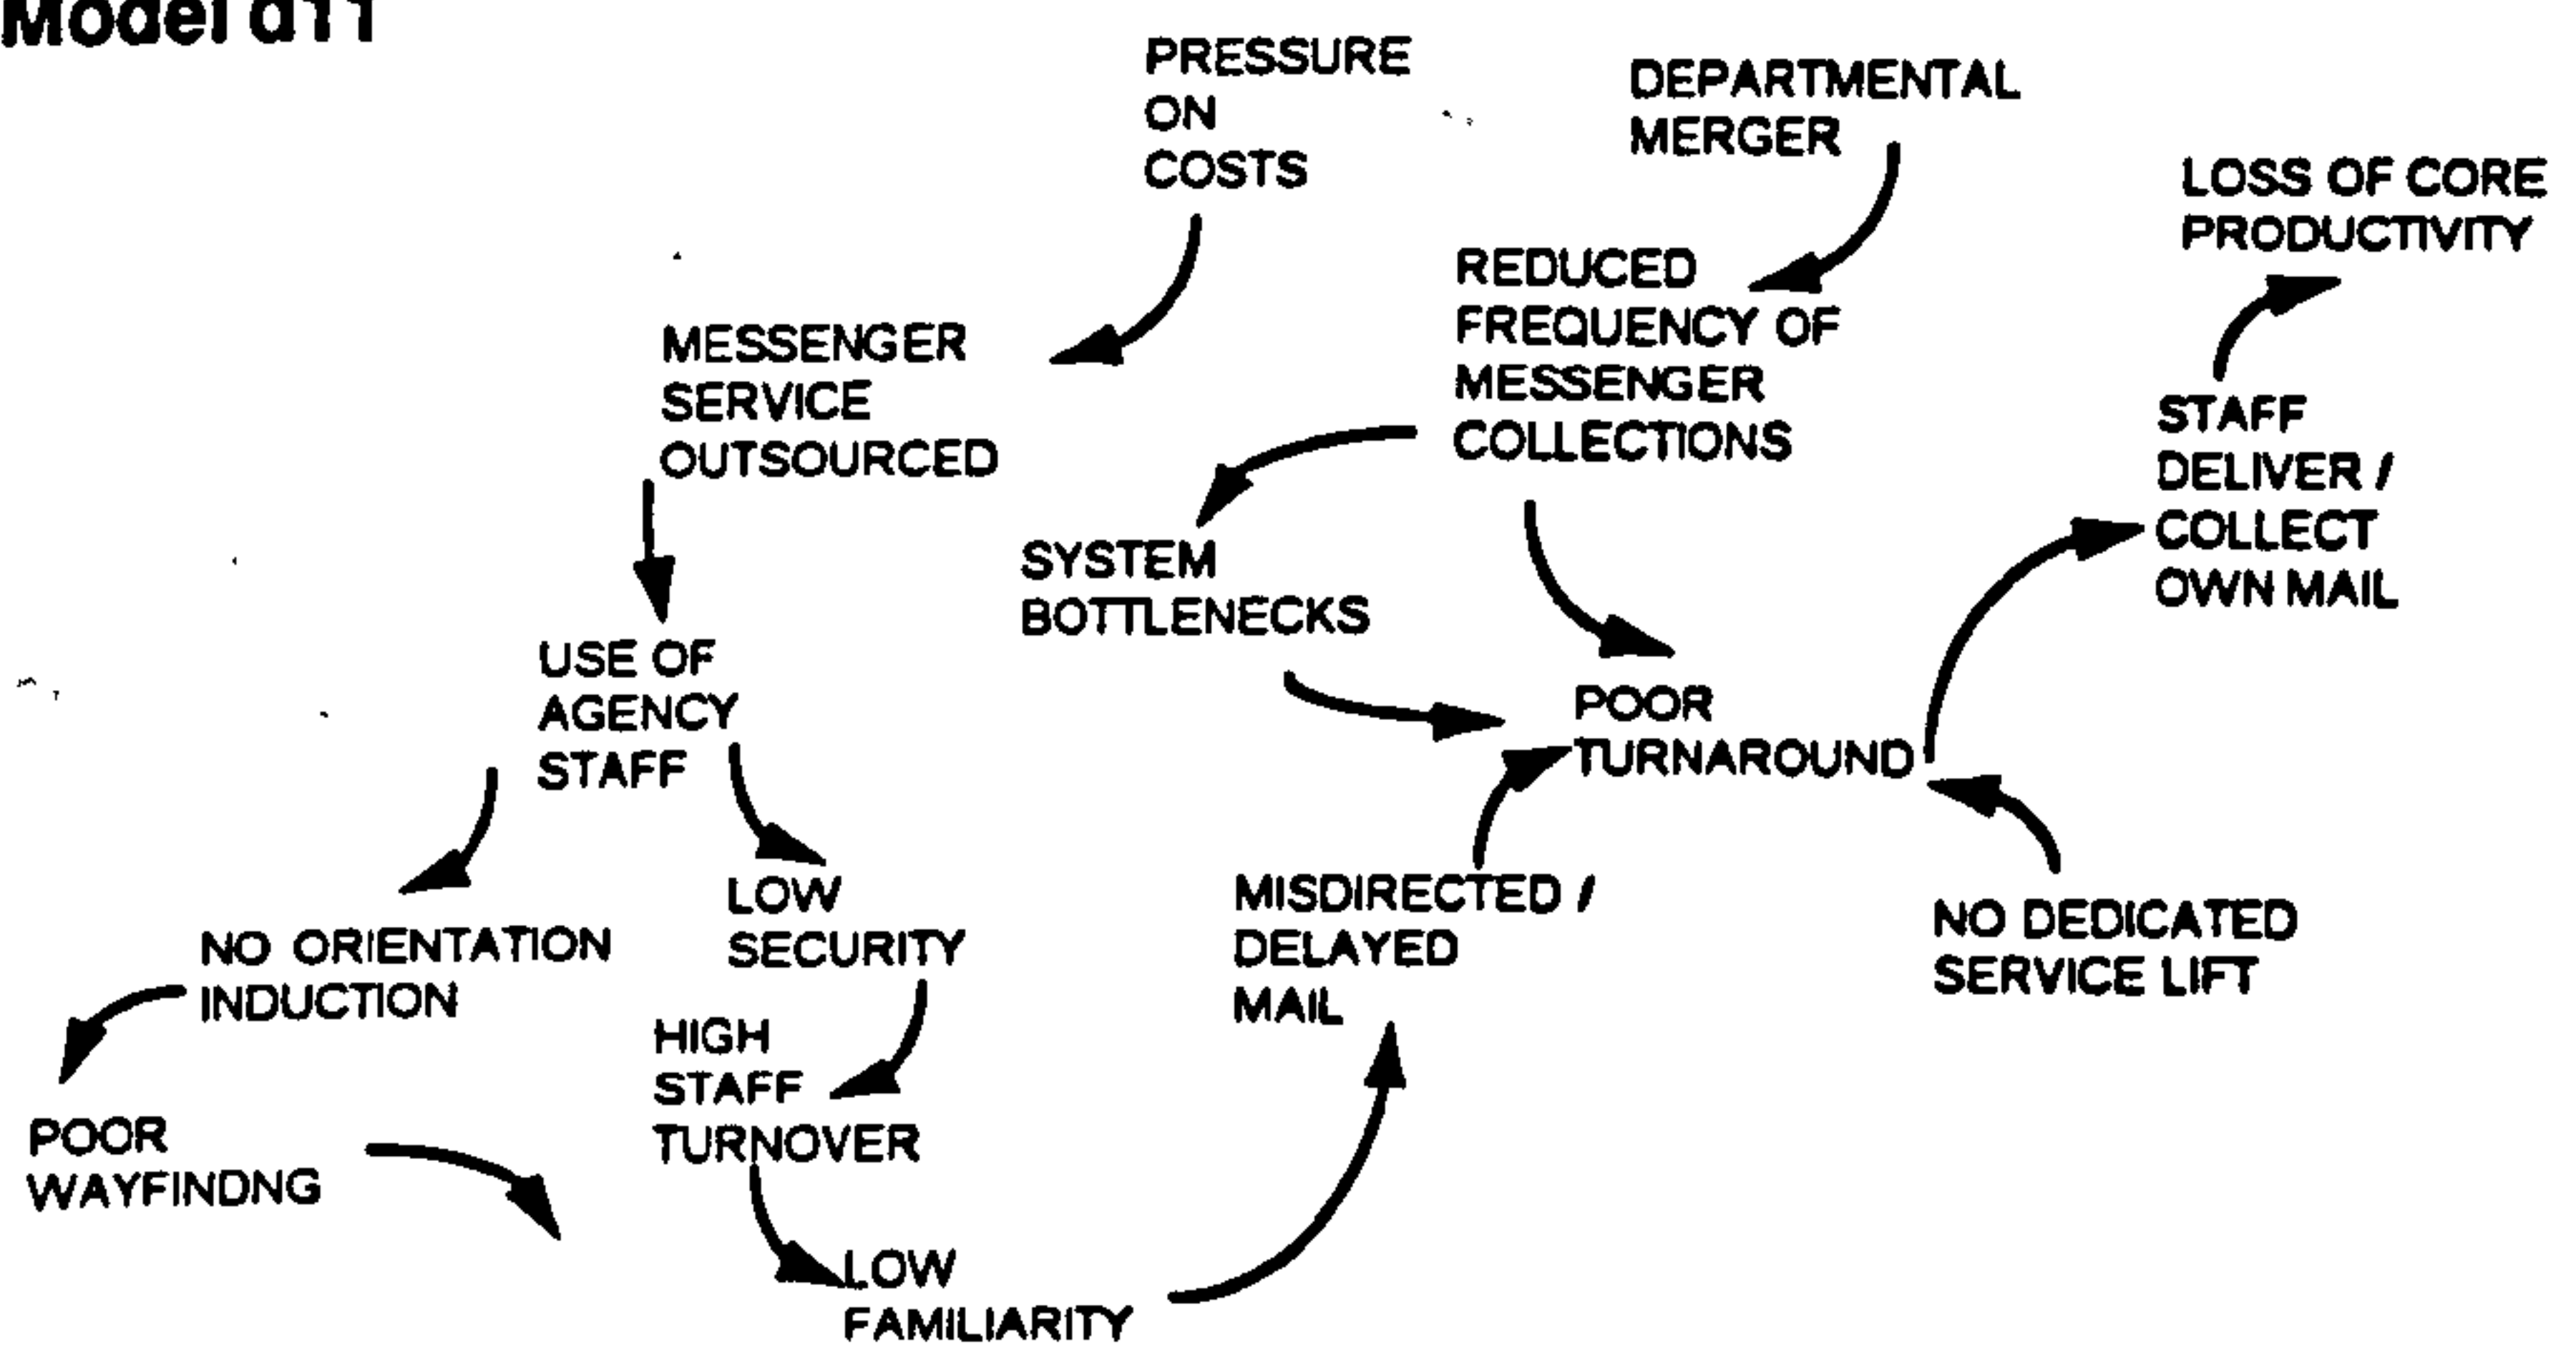 Model d11
PRESSURE
ON
COSTS
DEPARTMENTAL
MERGER
LOSS OF CORE
PRODUCTIVITY
REDUCED
FREQUENCY OF
MESSENGER
COLLECTIONS
MESSENGER
SERVICE
OUTSOURCED
STAFF
DELIVER /
COLLECT
OWN MAIL
SYSTEM
BOTTLENECKS
USE OF
AGENCY
STAFF
POOR
TURNAROUND
LOW
SECURITY
MISDIRECTED /
DELAYED
MAIL
NO DEDICATED
SERVICE LIFT
NO ORIENTATION
INDUCTION
HIGH
STAFF
TURNOVER
POOR
WAYFINDNG
LOW
FAMILIARITY